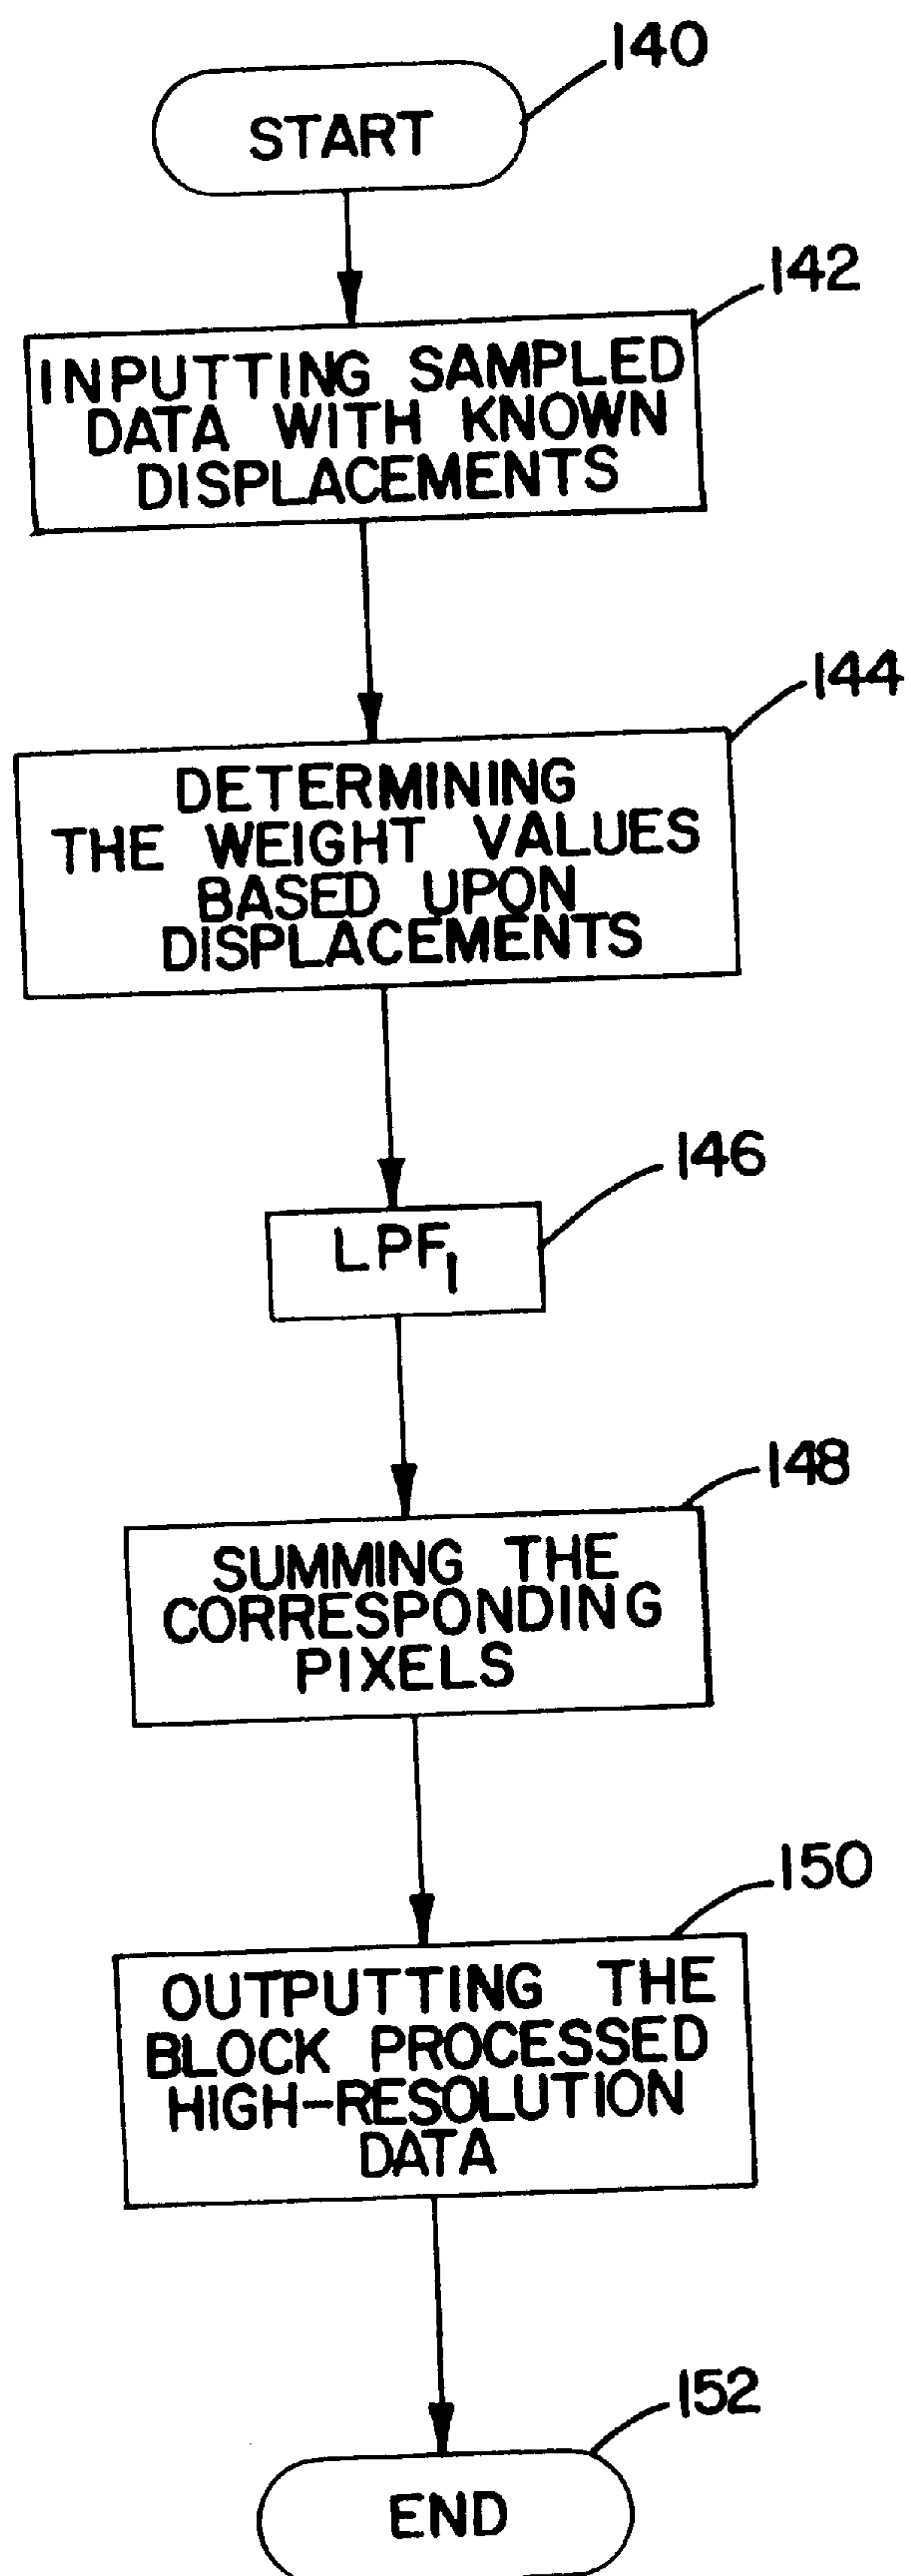 140
START
142
INPUTTING SAMPLED
DATA WITH KNOWN
DISPLACEMENTS
144
DETERMINING
THE WEIGHT VALUES
BASED UPON
DISPLACEMENTS
146
LPF1
148
SUMMING THE
CORRESPONDING
PIXELS
150
OUTPUTTING THE
BLOCK PROCESSED
HIGH-RESOLUTION
DATA
152
END